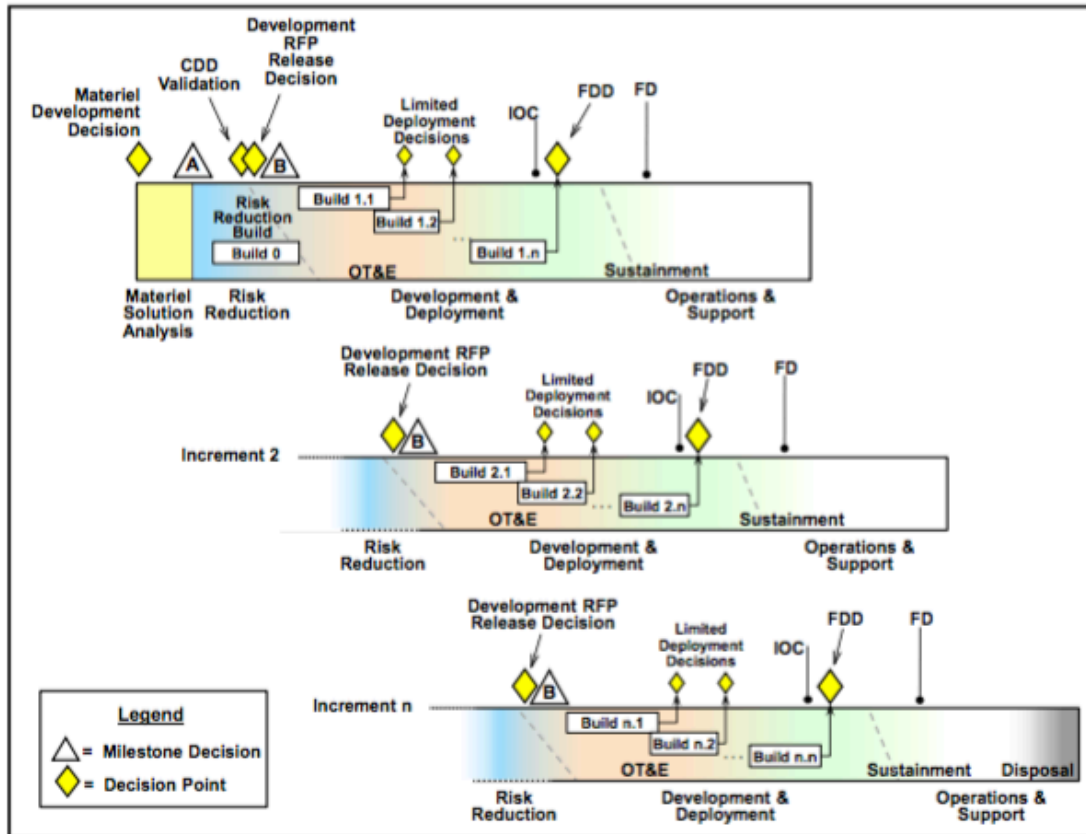 Materiel
Development
Decision
CDD
Validation
Development
RFP
Release
Decision
Limited
Deployment
Decisions
IOC
FDD
FD
A
B
Risk
Reduction
Build
Build 0
Build 1.1
Build 1.2
...
Build 1.n
OT&E
Sustainment
Materiel
Solution
Analysis
Risk
Reduction
Development &
Deployment
Operations &
Support
Development RFP
Release Decision
Limited
Deployment
Decisions
IOC
FDD
FD
B
Increment 2
Build 2.1
Build 2.2
....
Build 2.n
OT&E
Sustainment
Risk
Reduction
Development &
Deployment
Operations &
Support
Development RFP
Release Decision
Limited
Deployment
Decisions
IOC
FDD
FD
B
Increment n
Build n.1
Build n.2
....
Build n.n
OT&E
Sustainment
Disposal
Risk
Reduction
Development &
Deployment
Operations &
Support
Legend
= Milestone Decision
= Decision Point